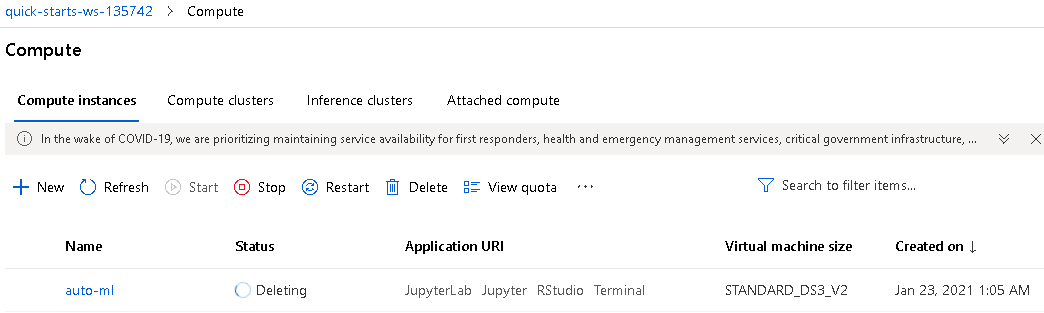 quick-starts-ws-135742 > Compute
Compute
Compute instances Compute clusters Inference clusters Attached compute
In the wake of COVID-19, we are prioritizing maintaining service availability for first responders, health and emergency management services, critical government infrastructure, ...
New Refresh Start Stop Restart Delete View quota ... Search to filter items...
Name Status Application URI Virtual machine size Created on ↓
auto-ml Deleting JupyterLab Jupyter RStudio Terminal STANDARD_DS3_V2 Jan 23, 2021 1:05 AM